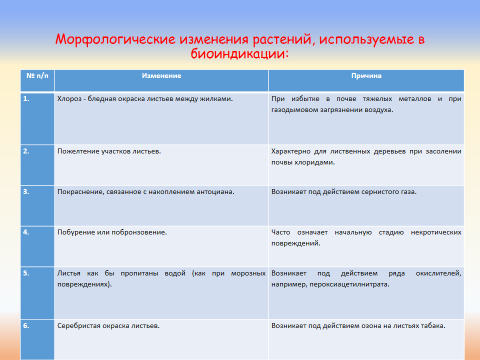 Морфологические изменения растений, используемые в
биоиндикации:
№ п/п Изменение Причина
1. Хлороз - бледная окраска листьев между жилками. При избытке в почве тяжелых металлов и при
газодымовом загрязнении воздуха.
2. Пожелтение участков листьев. Характерно для лиственных деревьев при засолении
почвы хлоридами.
3. Покраснение, связанное с накоплением антоциана. Возникает под действием сернистого газа.
4. Побурение или побронзовение. Часто означает начальную стадию некротических
повреждений.
5. Листья как бы пропитаны водой (как при морозных Возникает под действием ряда окислителей,
повреждениях). например, пероксиацетилнитрата.
6. Серебристая окраска листьев. Возникает под действием озона на листьях табака.